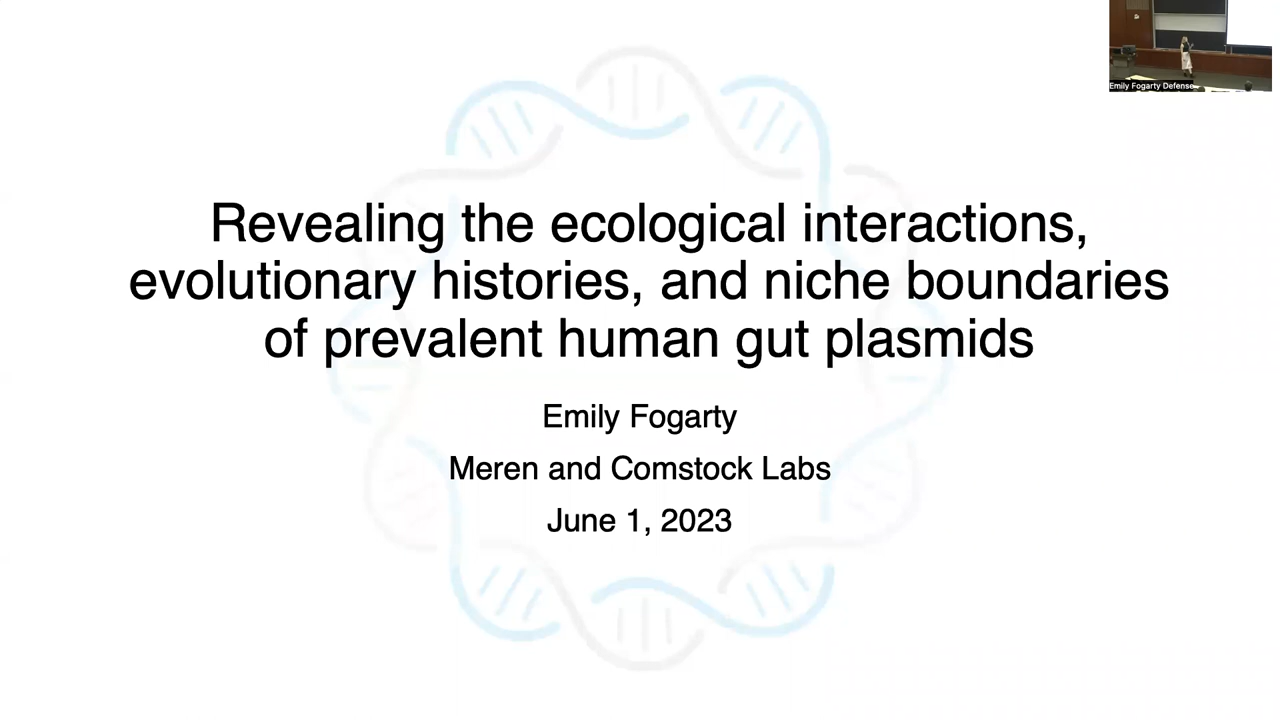 Emily Fogarty Defense
Revealing the ecological interactions,
evolutionary histories, and niche boundaries
of prevalent human gut plasmids
Emily Fogarty
Meren and Comstock Labs
June 1, 2023